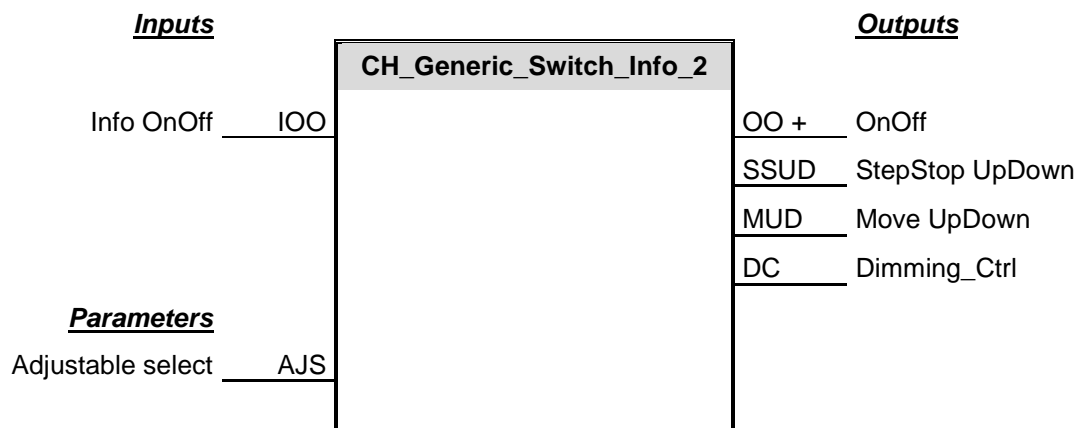 Inputs
Outputs
CH_Generic_Switch_Info_2
Info OnOff IOO
OO + OnOff
SSUD StepStop UpDown
MUD Move UpDown
DC Dimming_Ctrl
Parameters
Adjustable select AJS